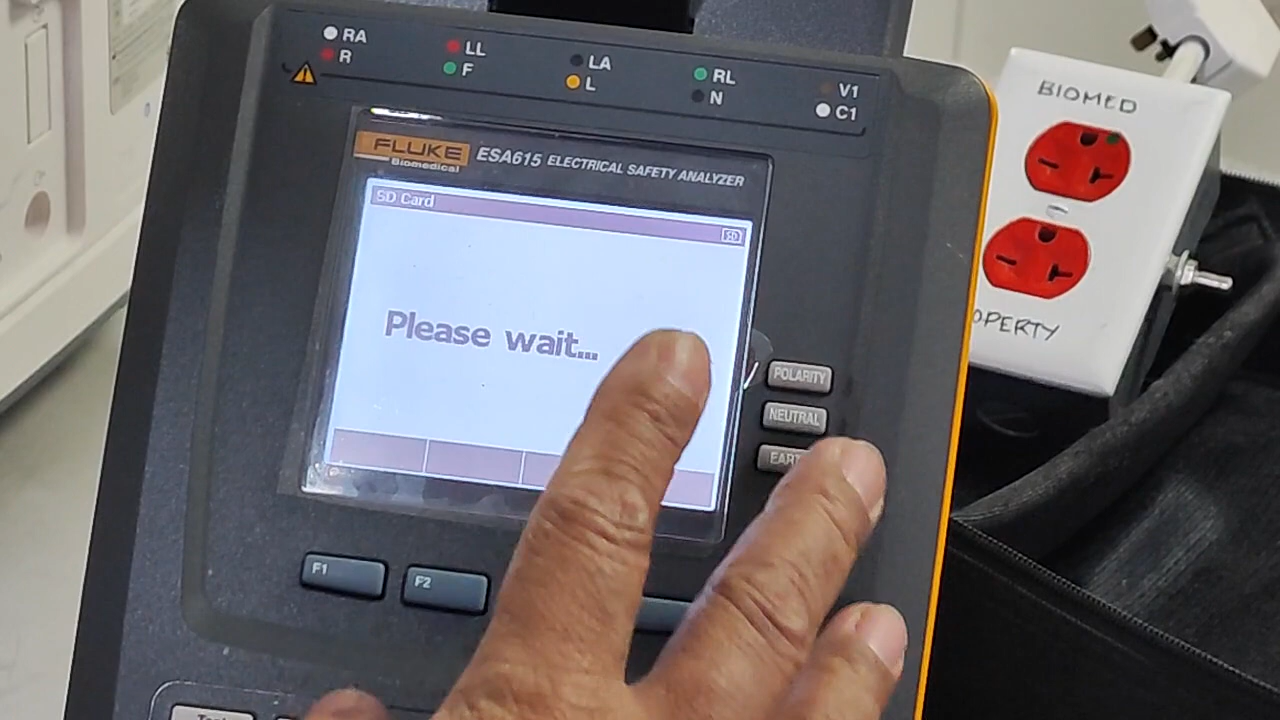 RA LL LA RL V1
R F L N C1
FLUKE
Biomedical
ESA615 ELECTRICAL SAFETY ANALYZER
SD Card
SD
Please wait...
POLARITY
NEUTRAL
F1 F2
BIOMED
OPERTY